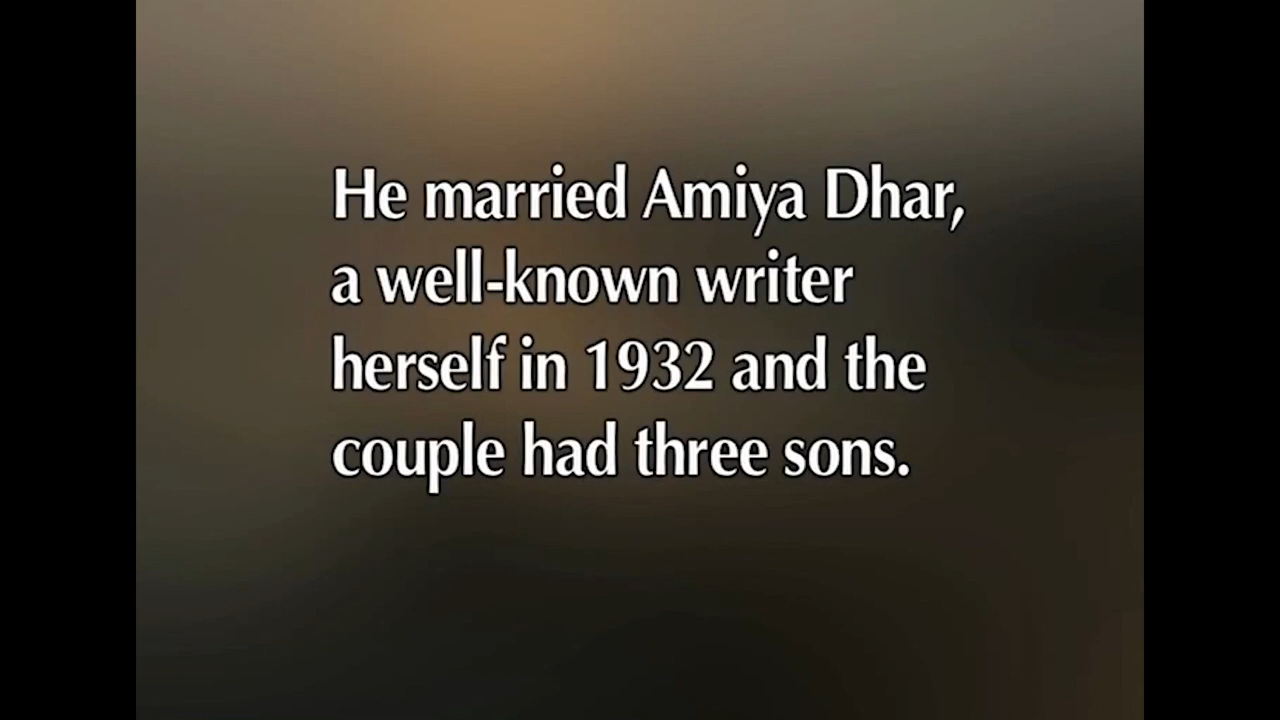 He married Amiya Dhar,
a well-known writer
herself in 1932 and the
couple had three sons.